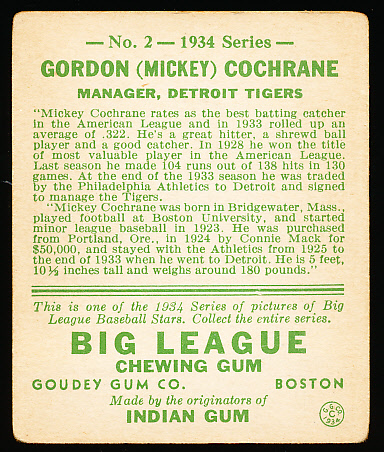 — No. 2 — 1934 Series —
GORDON (MICKEY) COCHRANE
MANAGER, DETROIT TIGERS
"Mickey Cochrane rates as the best batting catcher
in the American League and in 1933 rolled up an
average of .322. He's a great hitter, a shrewd ball
player and a good catcher. In 1928 he won the title
of most valuable player in the American League.
Last season he made 104 runs out of 138 hits in 130
games. At the end of the 1933 season he was traded
by the Philadelphia Athletics to Detroit and signed
to manage the Tigers.
"Mickey Cochrane was born in Bridgewater, Mass.,
played football at Boston University, and started
minor league baseball in 1923. He was purchased
from Portland, Ore., in 1924 by Connie Mack for
$50,000, and stayed with the Athletics from 1925 to
the end of 1933 when he went to Detroit. He is 5 feet,
10½ inches tall and weighs around 180 pounds."
This is one of the 1934 Series of pictures of Big
League Baseball Stars. Collect the entire series.
BIG LEAGUE
CHEWING GUM
GOUDEY GUM CO. BOSTON
Made by the originators of
INDIAN GUM
G.G.CO.
C
1934